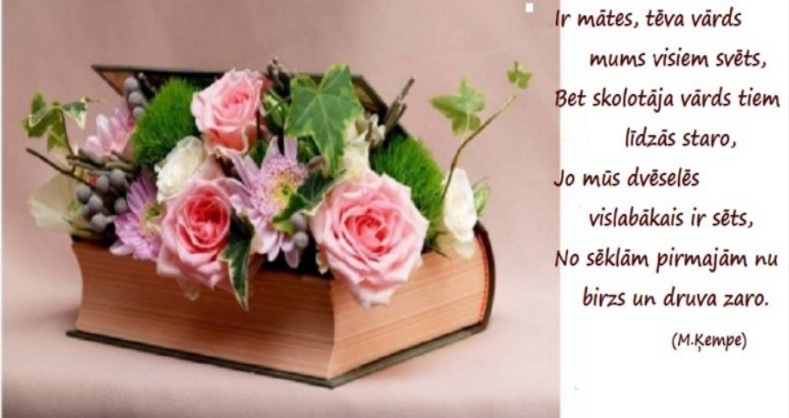 Ir mātes, tēva vārds
mums visiem svēts,
Bet skolotāja vārds tiem
līdzās staro,
Jo mūs dvēselēs
vislabākais ir sēts,
No sēklām pirmajām nu
birzs un druva zaro.
(M.Ķempe)